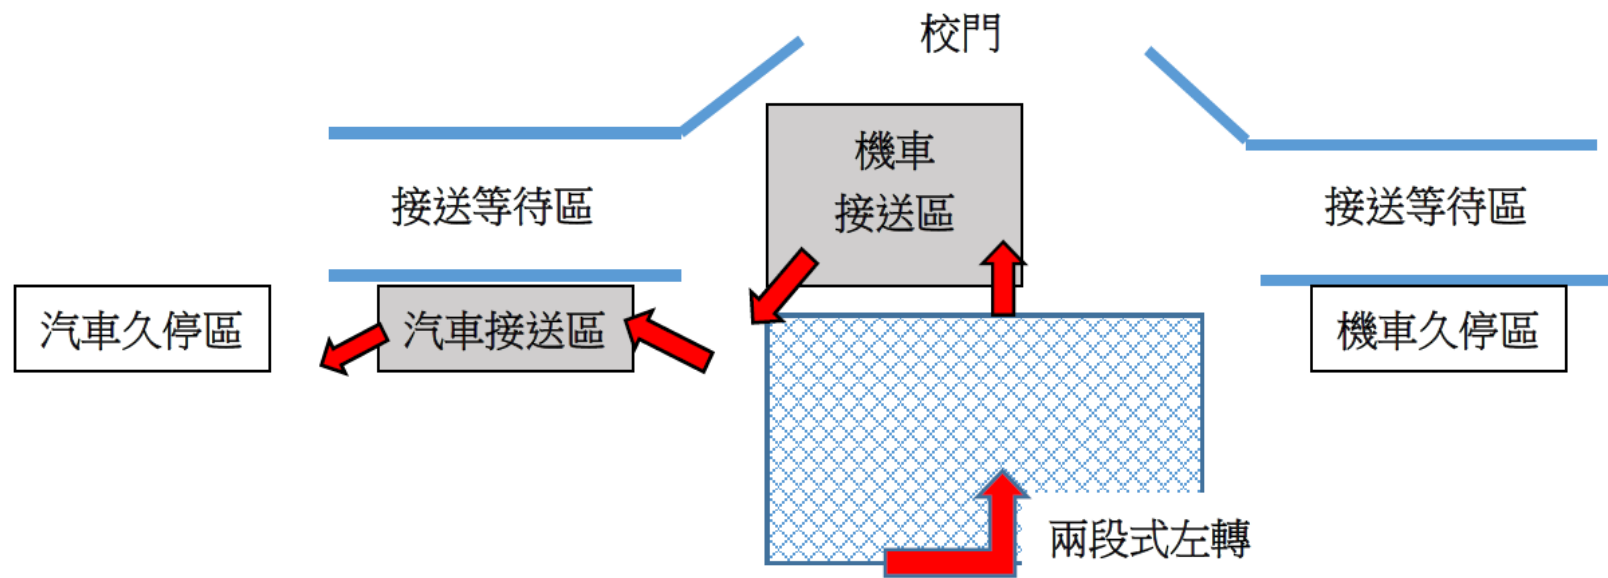 校門
機車
接送區
接送等待區
接送等待區
汽車久停區
汽車接送區
機車久停區
兩段式左轉